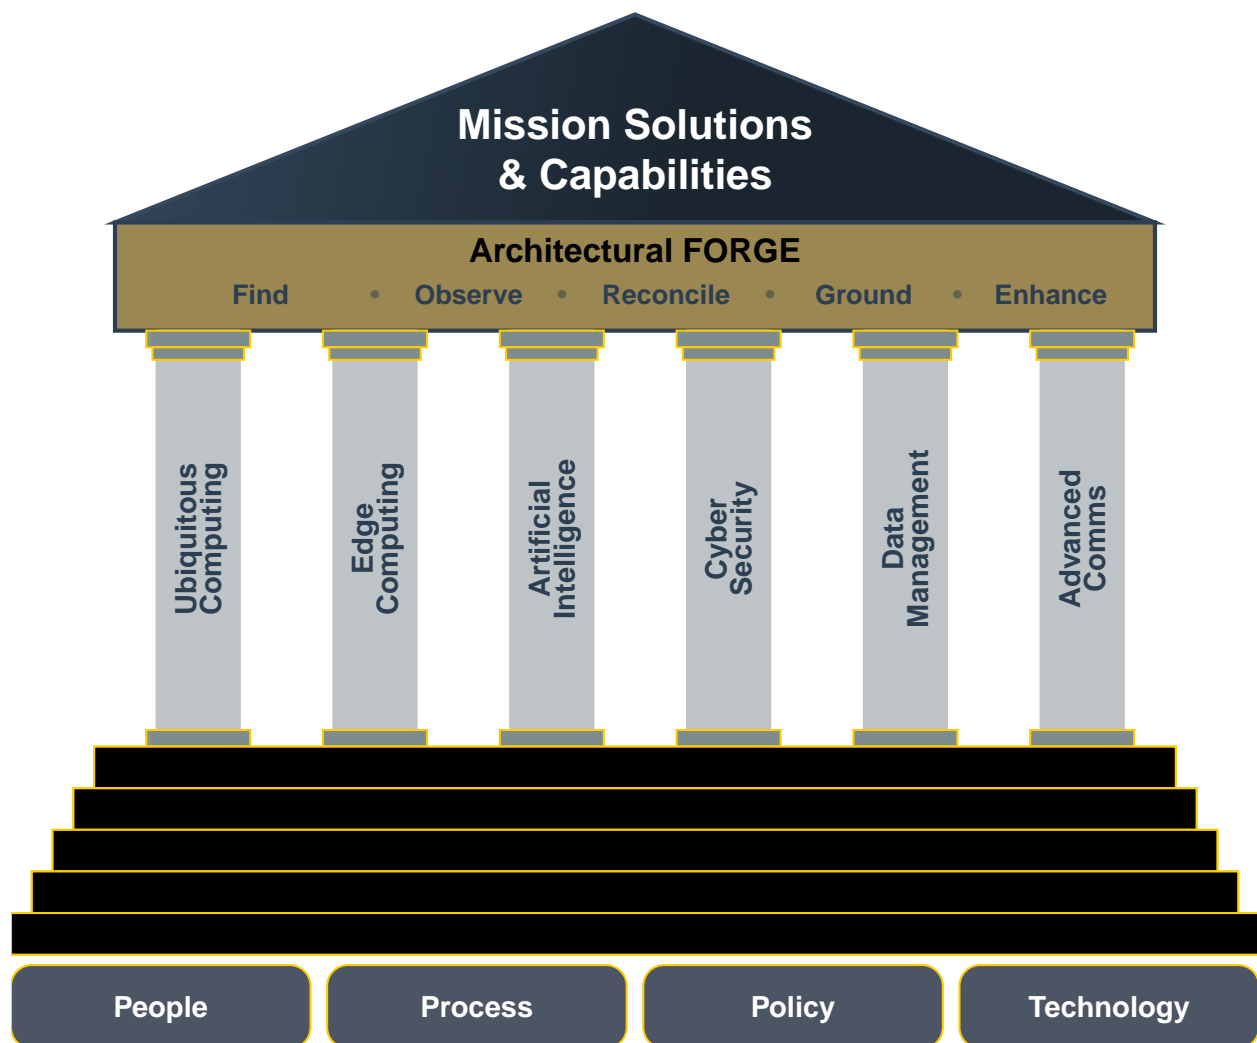 Mission Solutions
& Capabilities
Architectural FORGE
Find • Observe • Reconcile • Ground • Enhance
Ubiquitous
Computing
Edge
Computing
Artificial
Intelligence
Cyber
Security
Data
Management
Advanced
Comms
People
Process
Policy
Technology